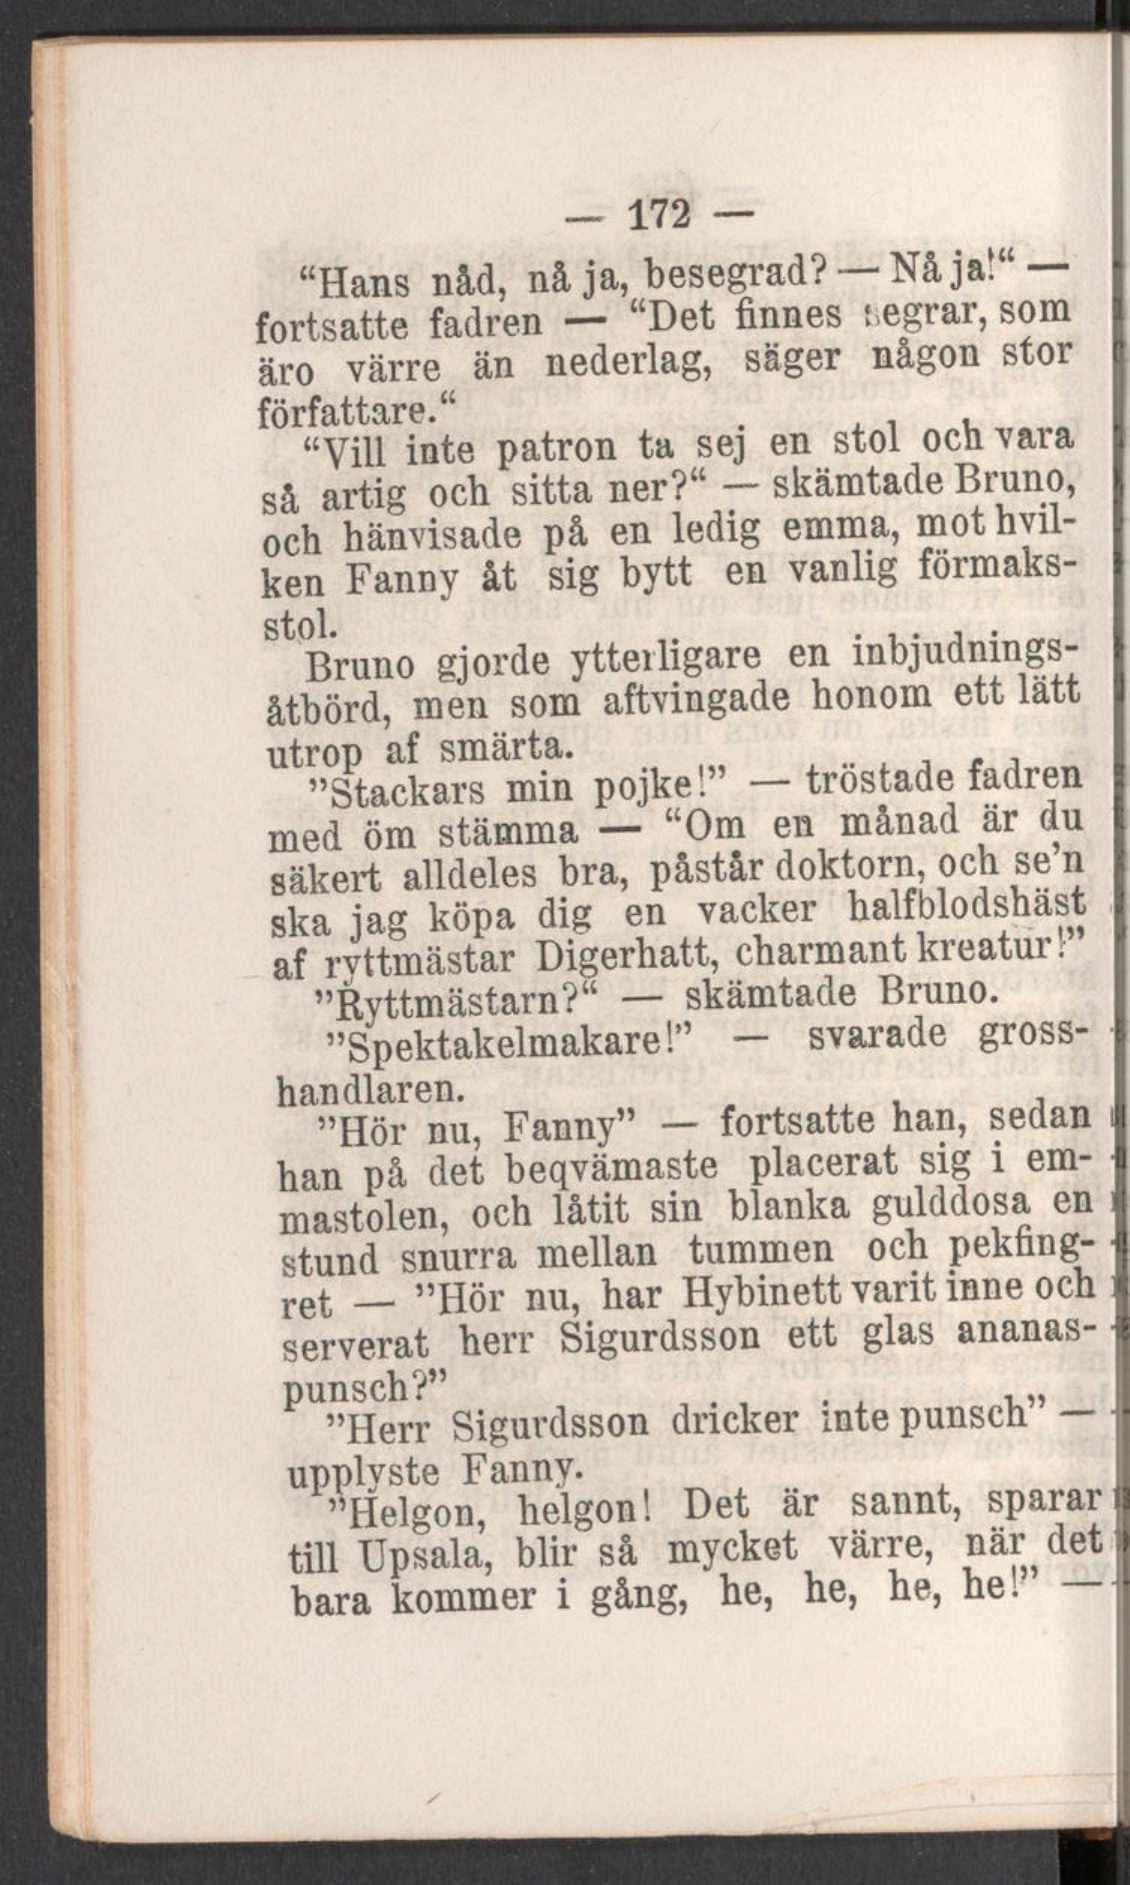 — 172 —
“Hans nåd, nå ja, besegrad? — Nå ja!“ —
fortsatte fadren — “Det finnes segrar, som
äro värre än nederlag, säger någon stor
författare.“
“Vill inte patron ta sej en stol och vara
så artig och sitta ner?“ — skämtade Bruno,
och hänvisade på en ledig emma, mot hvil-
ken Fanny åt sig bytt en vanlig förmaks-
stol.
Bruno gjorde ytterligare en inbjudnings-
åtbörd, men som aftvingade honom ett lätt
utrop af smärta.
”Stackars min pojke!” — tröstade fadren
med öm stämma — “Om en månad är du
säkert alldeles bra, påstår doktorn, och se’n
ska jag köpa dig en vacker halfblodshäst
af ryttmästar Digerhatt, charmant kreatur!”
”Ryttmästarn?“ — skämtade Bruno.
”Spektakelmakare!” — svarade gross-
handlaren.
”Hör nu, Fanny” — fortsatte han, sedan
han på det beqvämaste placerat sig i em-
mastolen, och låtit sin blanka gulddosa en
stund snurra mellan tummen och pekfing-
ret — ”Hör nu, har Hybinett varit inne och
serverat herr Sigurdsson ett glas ananas-
punsch?”
”Herr Sigurdsson dricker inte punsch” —
upplyste Fanny.
”Helgon, helgon! Det är sannt, sparar
till Upsala, blir så mycket värre, när det
bara kommer i gång, he, he, he, he!” —